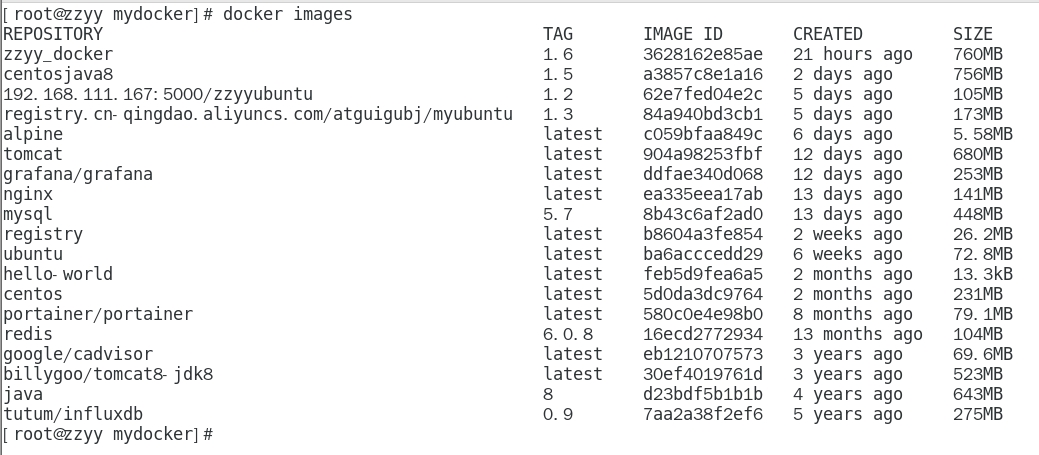 [root@zzyy mydocker]# docker images
REPOSITORY TAG IMAGE ID CREATED SIZE
zzyy_docker 1.6 3628162e85ae 21 hours ago 760MB
centosjava8 1.5 a3857c8e1a16 2 days ago 756MB
192.168.111.167:5000/zzyyubuntu 1.2 62e7fed04e2c 5 days ago 105MB
registry.cn-qingdao.aliyuncs.com/atguigubj/myubuntu 1.3 84a940bd3cb1 5 days ago 173MB
alpine latest c059bfaa849c 6 days ago 5.58MB
tomcat latest 904a98253fbf 12 days ago 680MB
grafana/grafana latest ddfae340d068 12 days ago 253MB
nginx latest ea335eea17ab 13 days ago 141MB
mysql 5.7 8b43c6af2ad0 13 days ago 448MB
registry latest b8604a3fe854 2 weeks ago 26.2MB
ubuntu latest ba6acccedd29 6 weeks ago 72.8MB
hello-world latest feb5d9fea6a5 2 months ago 13.3kB
centos latest 5d0da3dc9764 2 months ago 231MB
portainer/portainer latest 580c0e4e98b0 8 months ago 79.1MB
redis 6.0.8 16ecd2772934 13 months ago 104MB
google/cadvisor latest eb1210707573 3 years ago 69.6MB
billygoo/tomcat8-jdk8 latest 30ef4019761d 3 years ago 523MB
java 8 d23bdf5b1b1b 4 years ago 643MB
tutum/influxdb 0.9 7aa2a38f2ef6 5 years ago 275MB
[root@zzyy mydocker]#